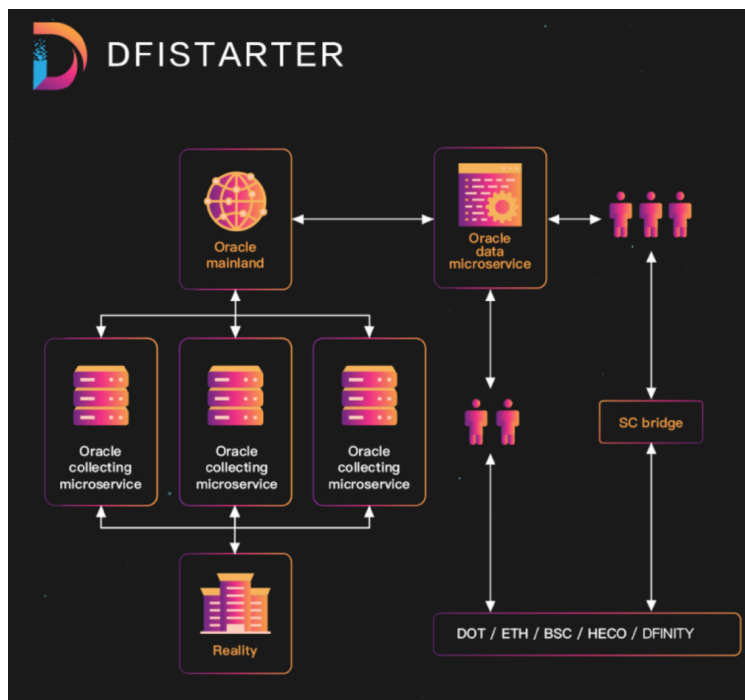 DFISTARTER
Oracle
mainland
Oracle
data
microservice
Oracle
collecting
microservice
Oracle
collecting
microservice
Oracle
collecting
microservice
SC bridge
Reality
DOT / ETH / BSC / HECO / DFINITY